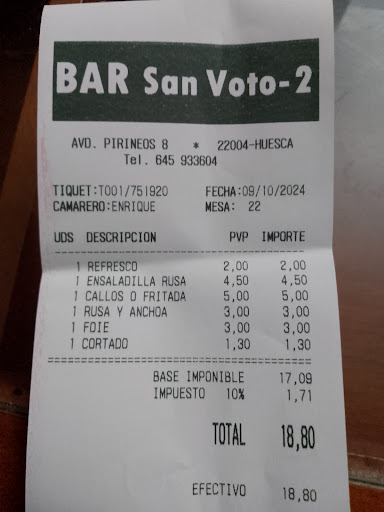 BAR San Voto-2
AVD. PIRINEOS 8 * 22004-HUESCA
Tel. 645 933604
TIQUET:T001/751920 FECHA:09/10/2024
CAMARERO:ENRIQUE MESA: 22
UDS DESCRIPCION PVP IMPORTE
1 REFRESCO 2,00 2,00
1 ENSALADILLA RUSA 4,50 4,50
1 CALLOS O FRITADA 5,00 5,00
1 RUSA Y ANCHOA 3,00 3,00
1 FOIE 3,00 3,00
1 CORTADO 1,30 1,30
BASE IMPONIBLE 17,09
IMPUESTO 10% 1,71
TOTAL 18,80
EFECTIVO 18,80